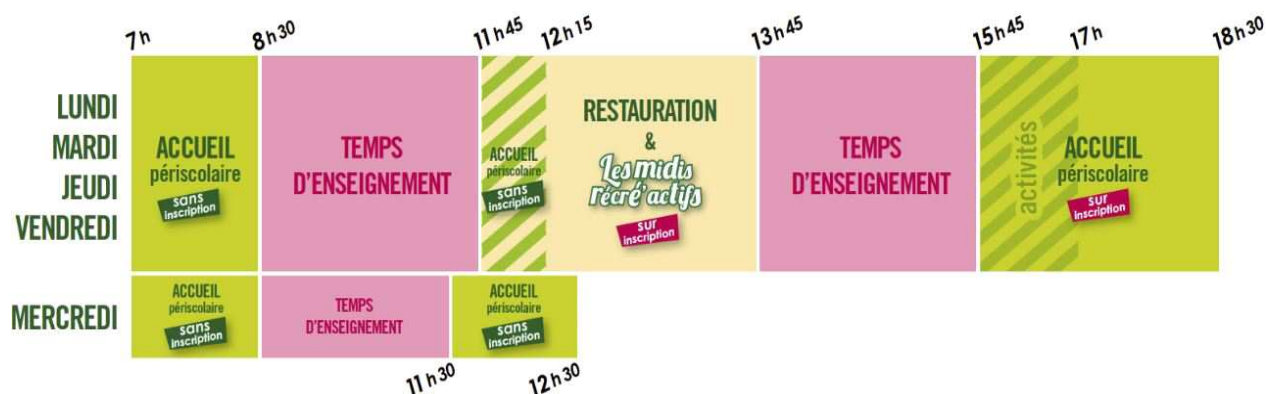 7h 8h30 11h45 12h15 13h45 15h45 17h 18h30
LUNDI
MARDI
JEUDI
VENDREDI
ACCUEIL
périscolaire
sans
inscription
TEMPS
D'ENSEIGNEMENT
ACCUEIL
périscolaire
sans
inscription
RESTAURATION
&
Les midis
récré'actifs
sur
inscription
TEMPS
D'ENSEIGNEMENT
activités
ACCUEIL
périscolaire
sur
inscription
MERCREDI
ACCUEIL
périscolaire
sans
inscription
TEMPS
D'ENSEIGNEMENT
ACCUEIL
périscolaire
sans
inscription
11h30 12h30